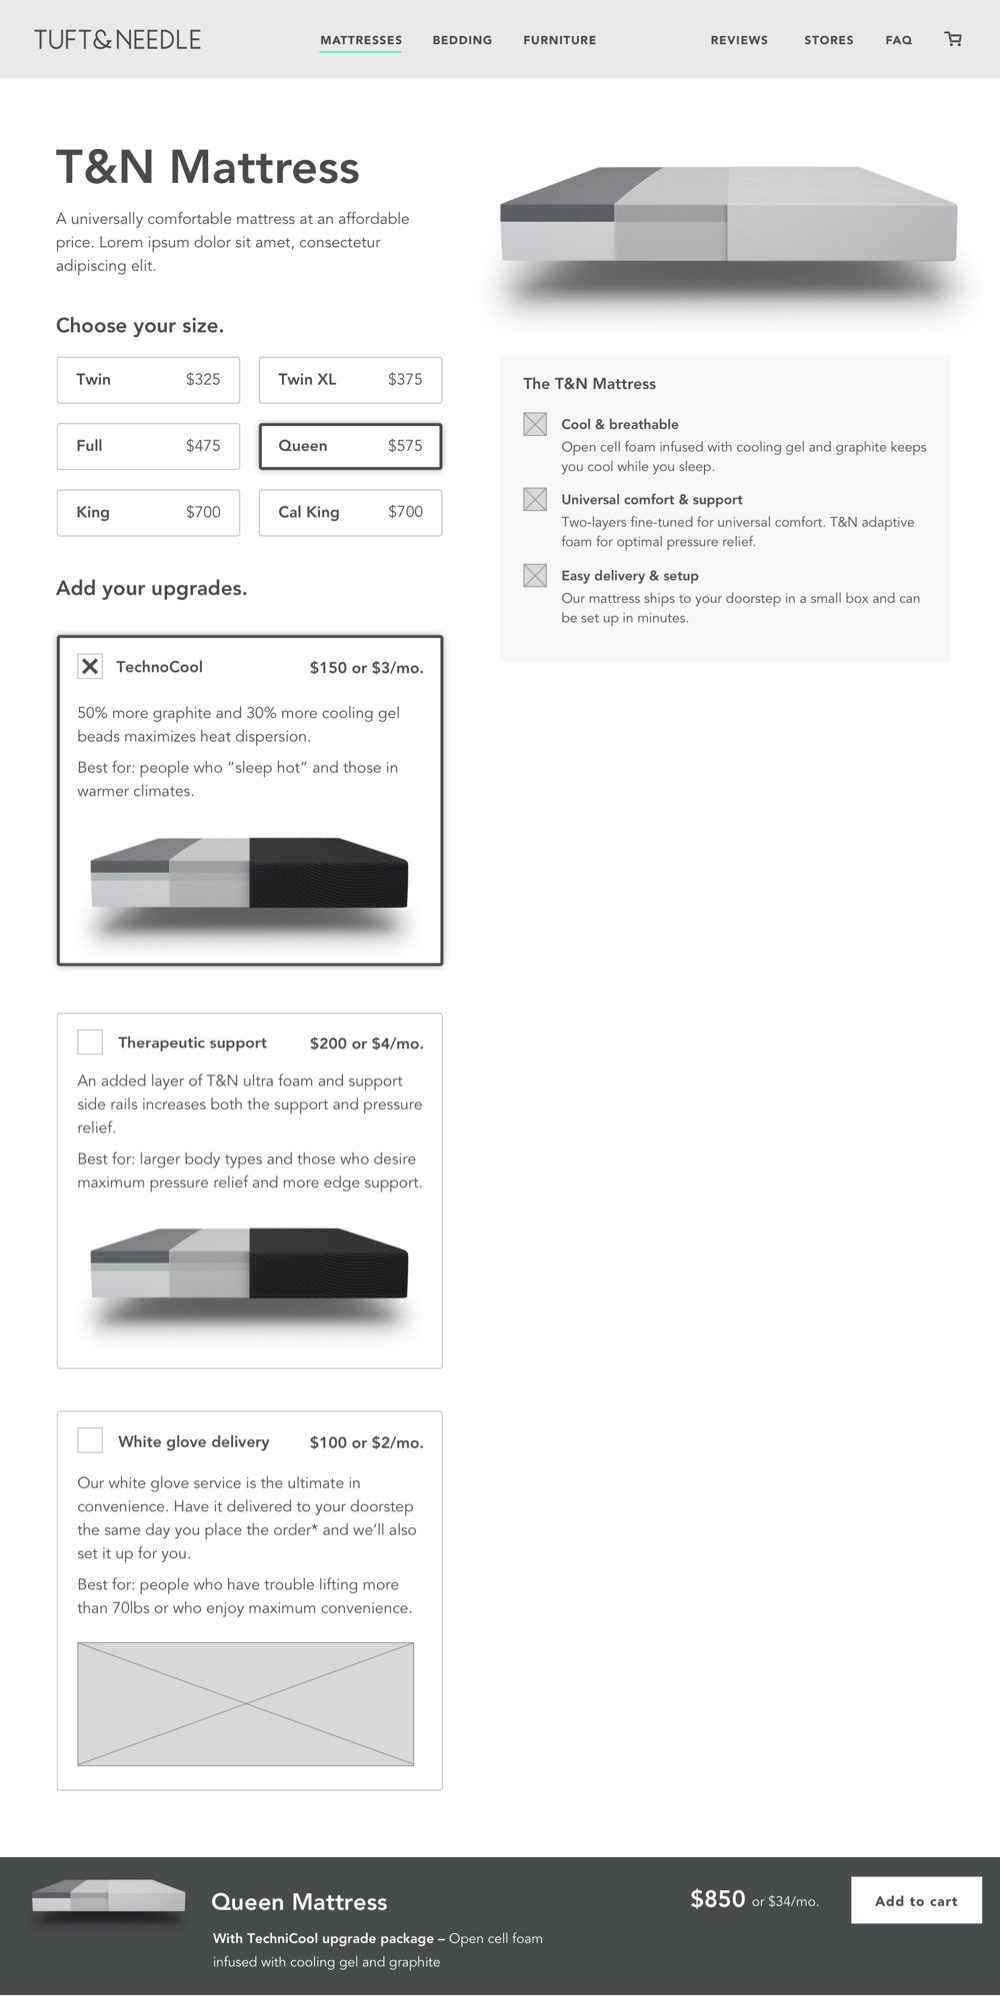 TUFT&NEEDLE
MATTRESSES
BEDDING
FURNITURE
REVIEWS
STORES
FAQ
T&N Mattress
A universally comfortable mattress at an affordable
price. Lorem ipsum dolor sit amet, consectetur
adipiscing elit.
Choose your size.
Twin $325
Twin XL $375
Full $475
Queen $575
King $700
Cal King $700
The T&N Mattress
Cool & breathable
Open cell foam infused with cooling gel and graphite keeps
you cool while you sleep.
Universal comfort & support
Two-layers fine-tuned for universal comfort. T&N adaptive
foam for optimal pressure relief.
Easy delivery & setup
Our mattress ships to your doorstep in a small box and can
be set up in minutes.
Add your upgrades.
TechnoCool $150 or $3/mo.
50% more graphite and 30% more cooling gel
beads maximizes heat dispersion.
Best for: people who “sleep hot” and those in
warmer climates.
Therapeutic support $200 or $4/mo.
An added layer of T&N ultra foam and support
side rails increases both the support and pressure
relief.
Best for: larger body types and those who desire
maximum pressure relief and more edge support.
White glove delivery $100 or $2/mo.
Our white glove service is the ultimate in
convenience. Have it delivered to your doorstep
the same day you place the order* and we’ll also
set it up for you.
Best for: people who have trouble lifting more
than 70lbs or who enjoy maximum convenience.
Queen Mattress
With TechniCool upgrade package – Open cell foam
infused with cooling gel and graphite
$850 or $34/mo.
Add to cart